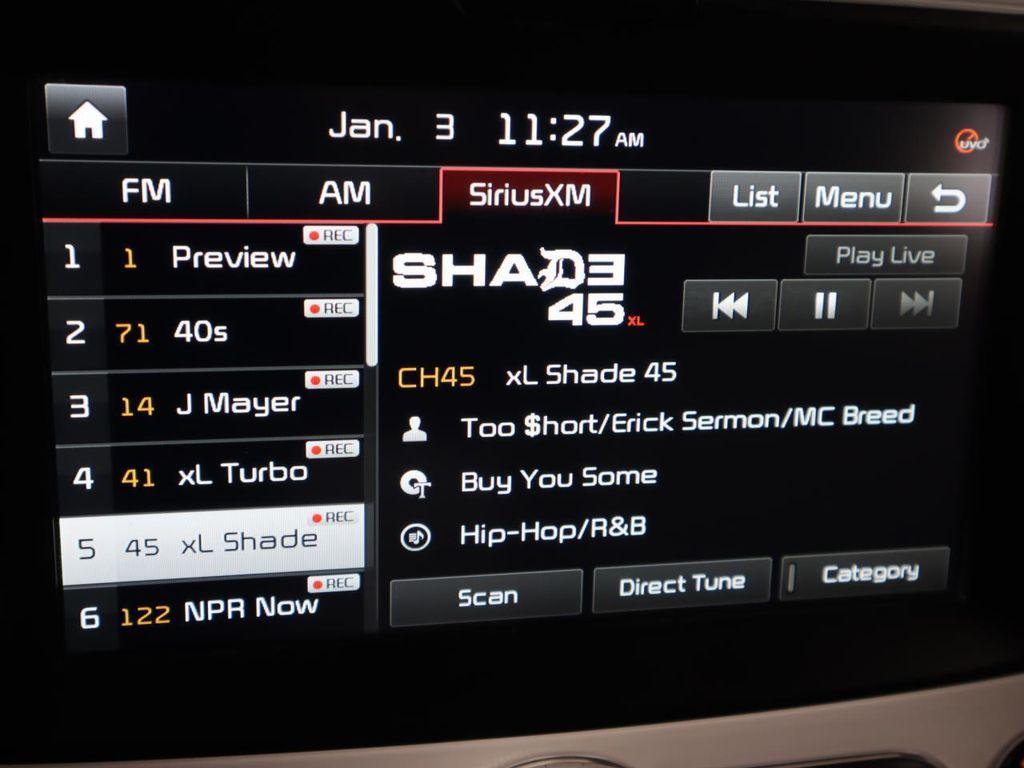 Jan. 3 11:27 AM
UVO
FM AM SiriusXM List Menu
1 1 Preview REC
2 71 40s REC
3 14 J Mayer REC
4 41 xL Turbo REC
5 45 xL Shade REC
6 122 NPR Now REC
SHADE
45 XL
Play Live
CH45 xL Shade 45
Too $hort/Erick Sermon/MC Breed
Buy You Some
Hip-Hop/R&B
Scan Direct Tune Category